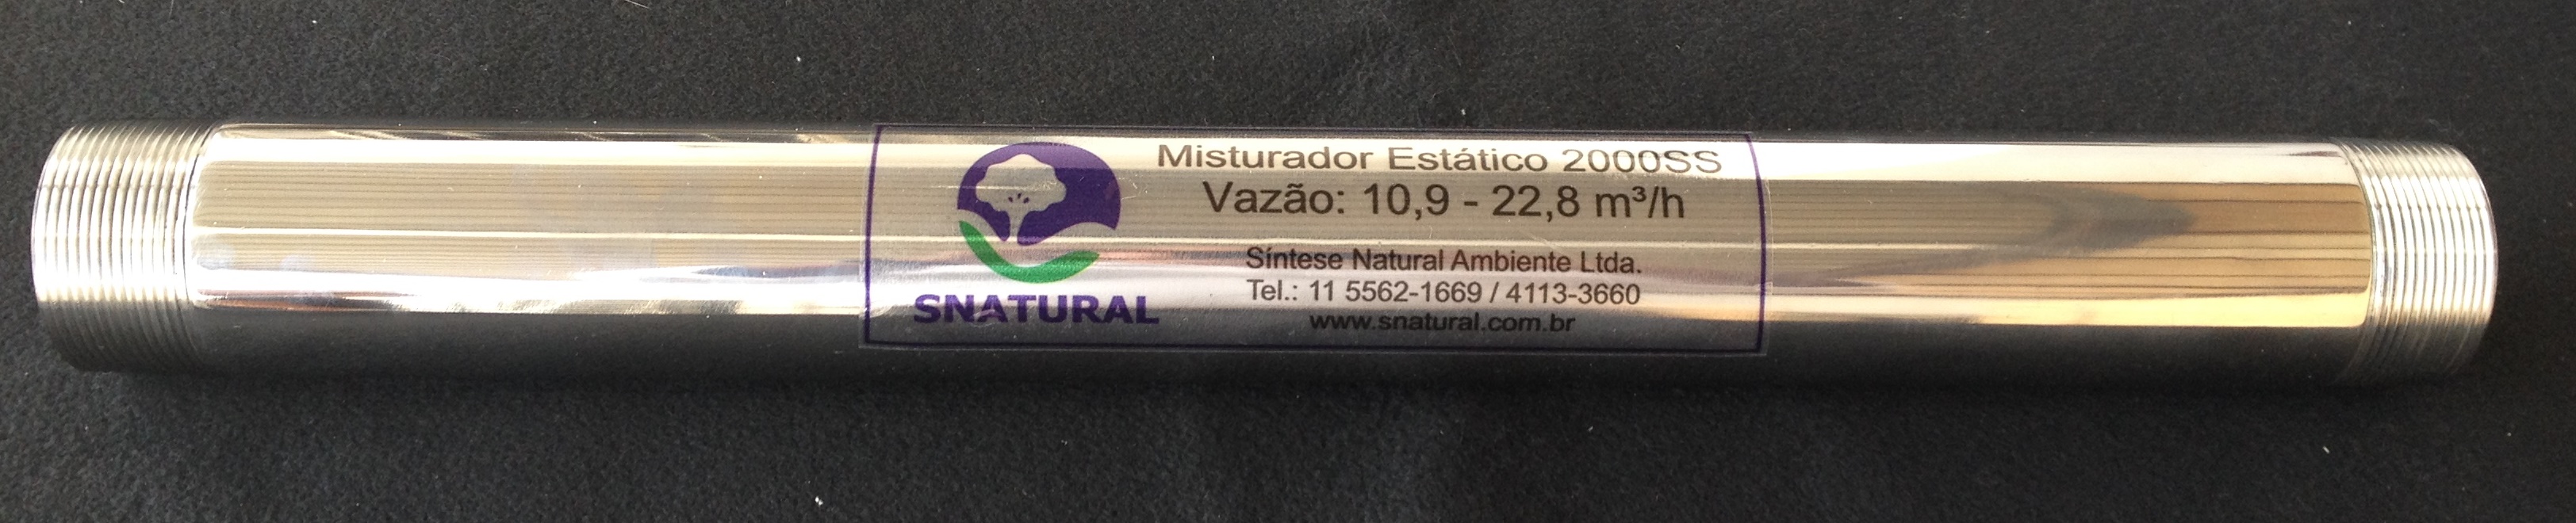 Misturador Estático 2000SS
Vazão: 10,9 - 22,8 m³/h
Síntese Natural Ambiente Ltda.
Tel.: 11 5562-1669 / 4113-3660
www.snatural.com.br
SNATURAL